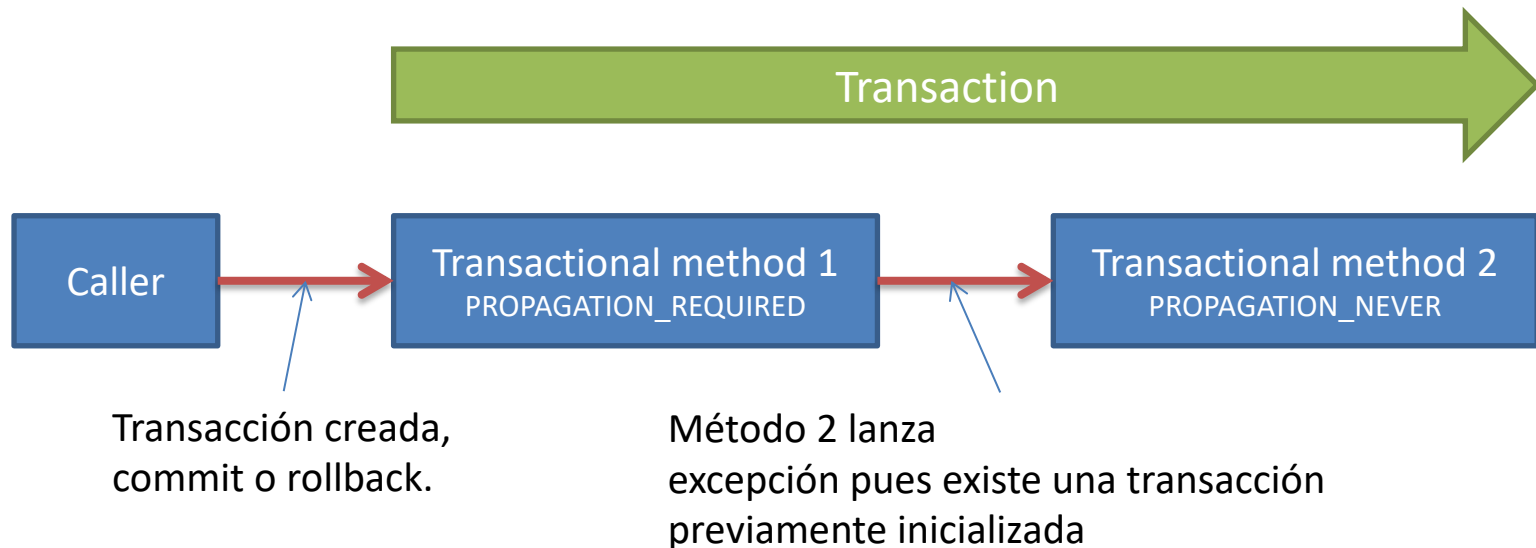 Transaction
Caller
Transactional method 1
PROPAGATION_REQUIRED
Transactional method 2
PROPAGATION_NEVER
Transacción creada,
commit o rollback.
Método 2 lanza
excepción pues existe una transacción
previamente inicializada